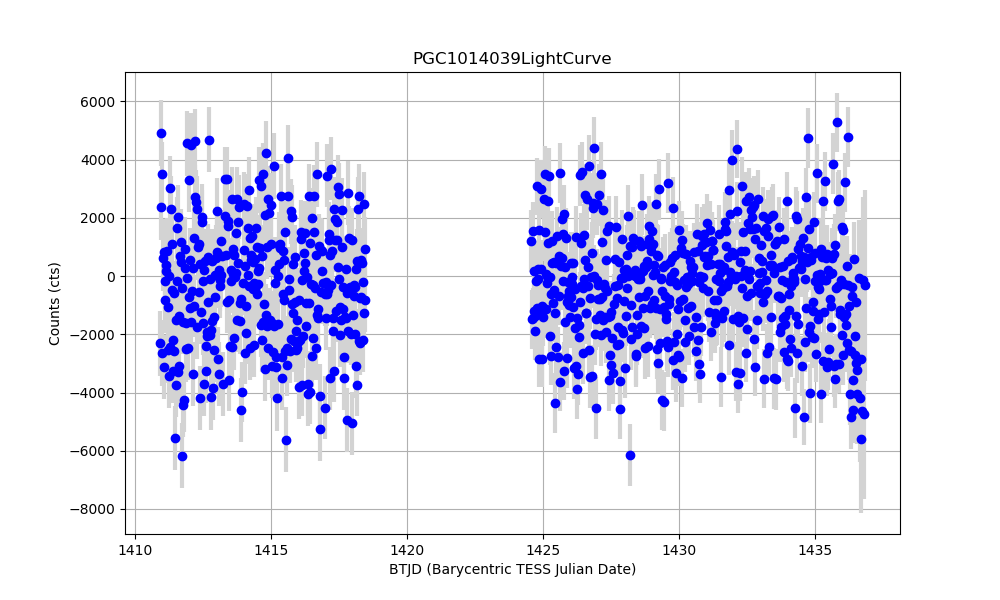 PGC1014039LightCurve
6000
4000
2000
0
−2000
−4000
−6000
−8000
Counts (cts)
1410 1415 1420 1425 1430 1435
BTJD (Barycentric TESS Julian Date)